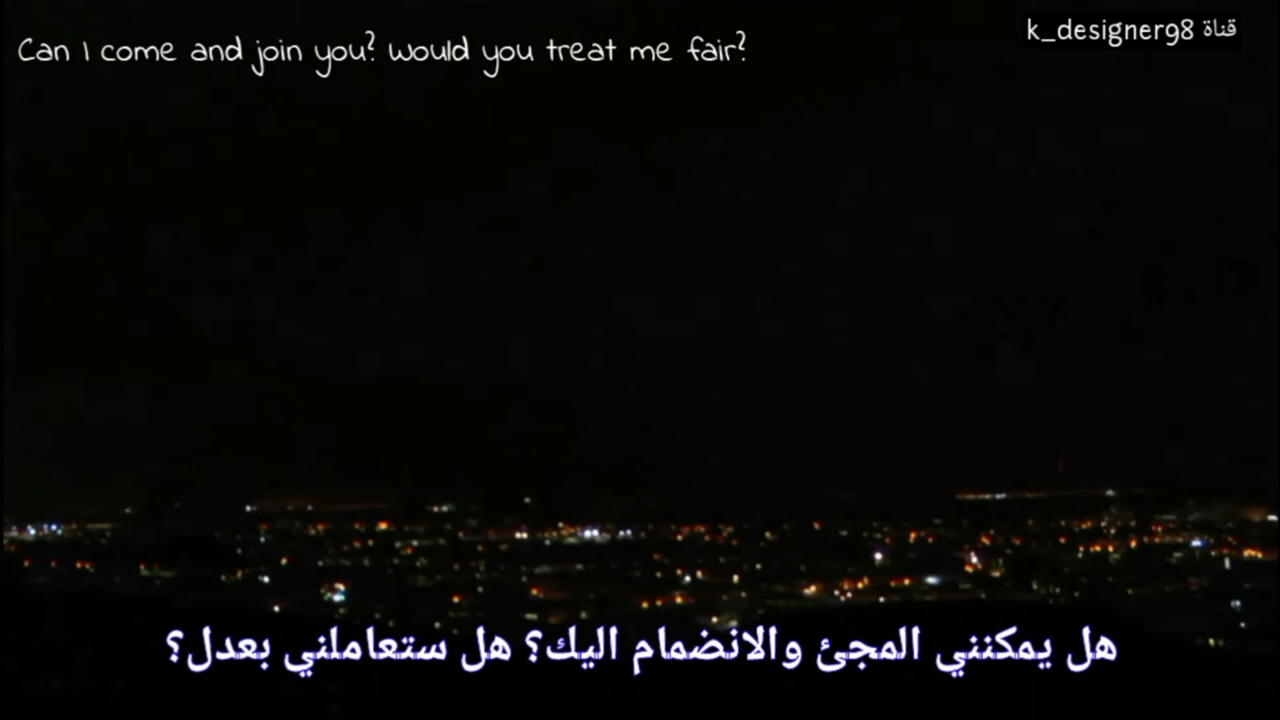 Can I come and join you? would you treat me fair?
قناة k_designer98
هل يمكنني المجئ والانضمام اليك؟ هل ستعاملني بعدل؟